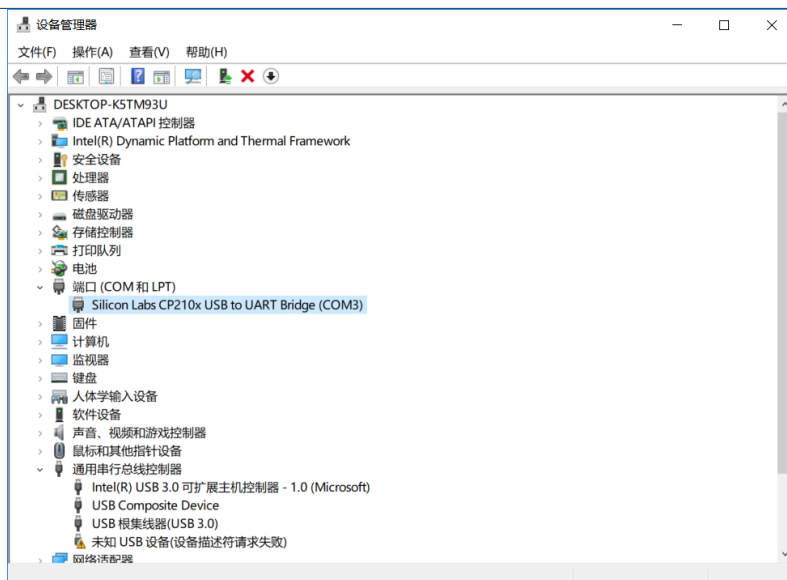 设备管理器
文件(F) 操作(A) 查看(V) 帮助(H)
DESKTOP-K5TM93U
IDE ATA/ATAPI 控制器
Intel(R) Dynamic Platform and Thermal Framework
安全设备
处理器
传感器
磁盘驱动器
存储控制器
打印队列
电池
端口 (COM 和 LPT)
Silicon Labs CP210x USB to UART Bridge (COM3)
固件
计算机
监视器
键盘
人体学输入设备
软件设备
声音、视频和游戏控制器
鼠标和其他指针设备
通用串行总线控制器
Intel(R) USB 3.0 可扩展主机控制器 - 1.0 (Microsoft)
USB Composite Device
USB 根集线器(USB 3.0)
未知 USB 设备(设备描述符请求失败)
网络适配器